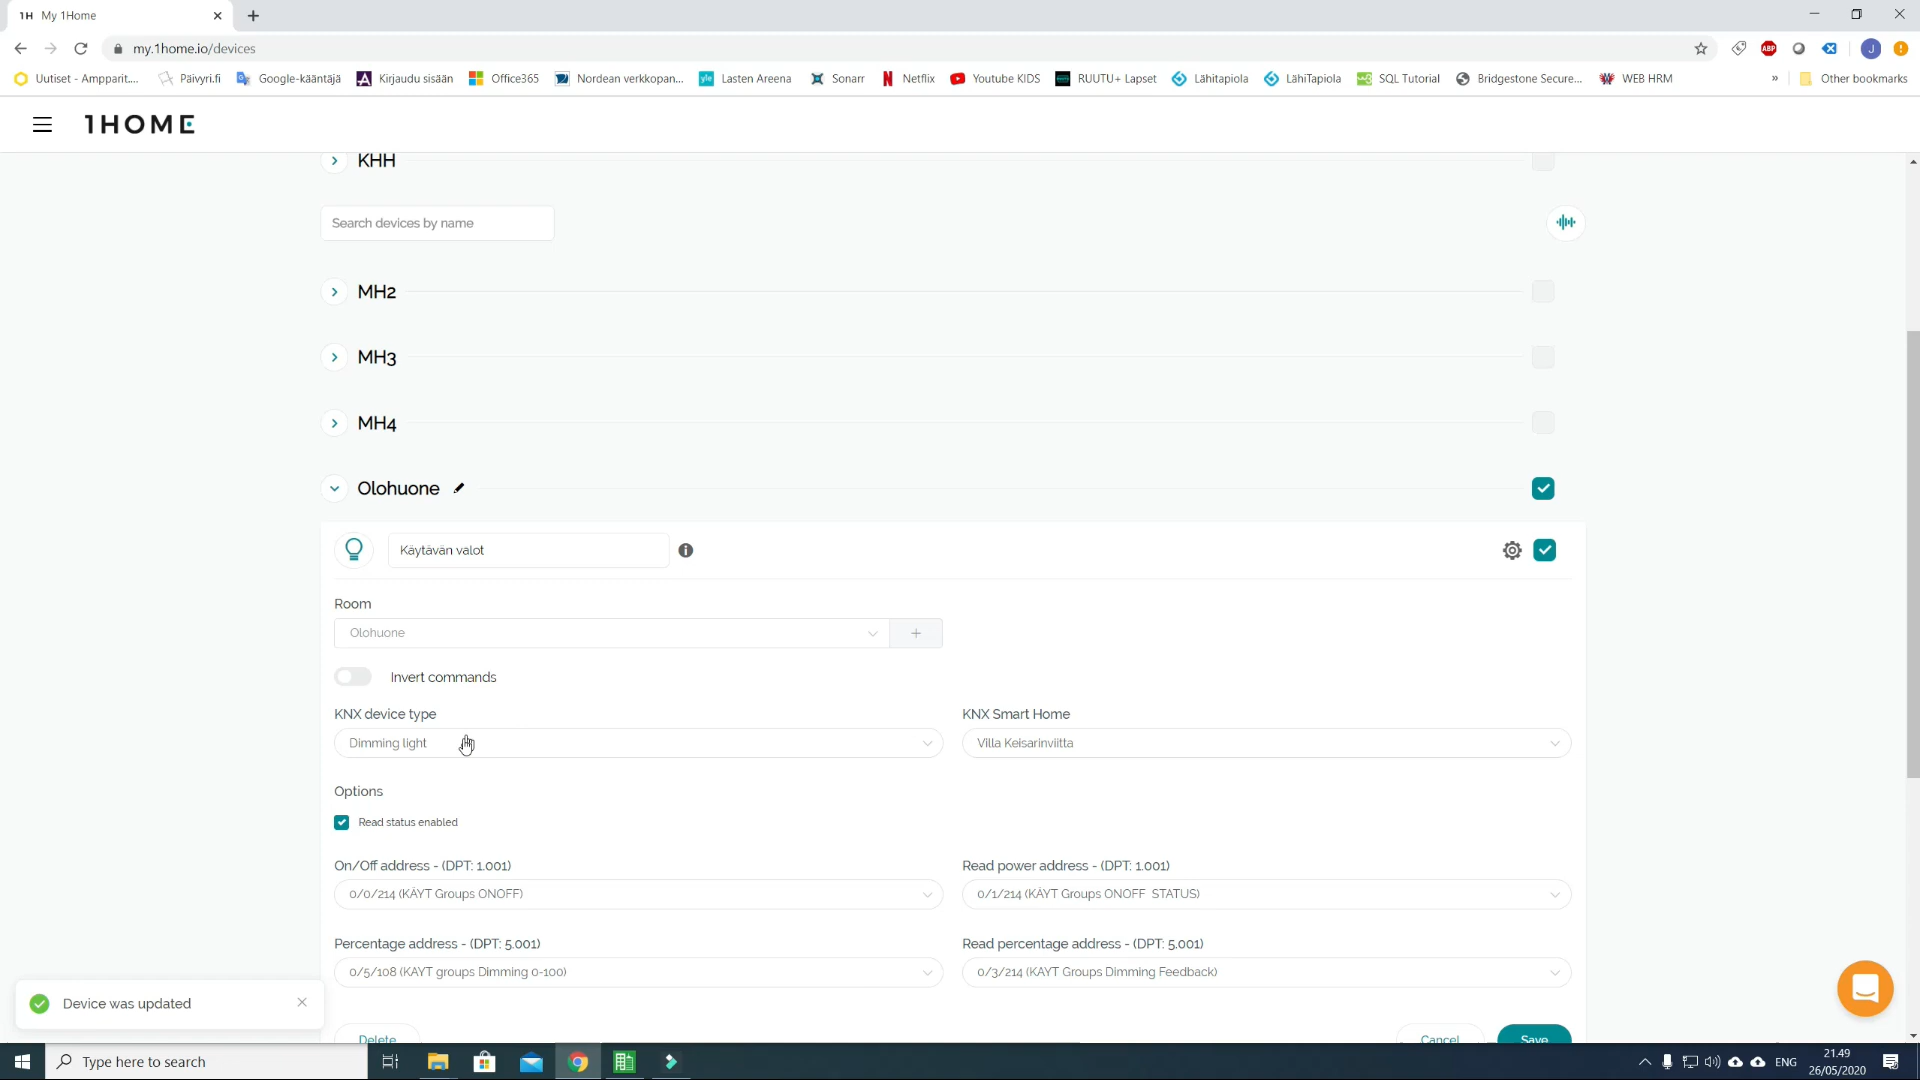 1H My 1Home
my.1home.io/devices
Uutiset - Ampparit.... Päivyri.fi Google-kääntäjä Kirjaudu sisään Office365 Nordean verkkopan... yle Lasten Areena Sonarr Netflix Youtube KIDS RUUTU+ Lapset Lähitapiola LähiTapiola SQL Tutorial Bridgestone Secure... WEB HRM » Other bookmarks
ABP
J
1HOME
KHH
Search devices by name
MH2
MH3
MH4
Olohuone
Käytävän valot
Room
Olohuone
Invert commands
KNX device type KNX Smart Home
Dimming light Villa Keisarinviitta
Options
Read status enabled
On/Off address - (DPT: 1.001) Read power address - (DPT: 1.001)
0/0/214 (KÄYT Groups ONOFF) 0/1/214 (KÄYT Groups ONOFF STATUS)
Percentage address - (DPT: 5.001) Read percentage address - (DPT: 5.001)
0/5/108 (KÄYT groups Dimming 0-100) 0/3/214 (KÄYT Groups Dimming Feedback)
Device was updated
Delete Cancel Save
Type here to search
ENG
21.49
26/05/2020